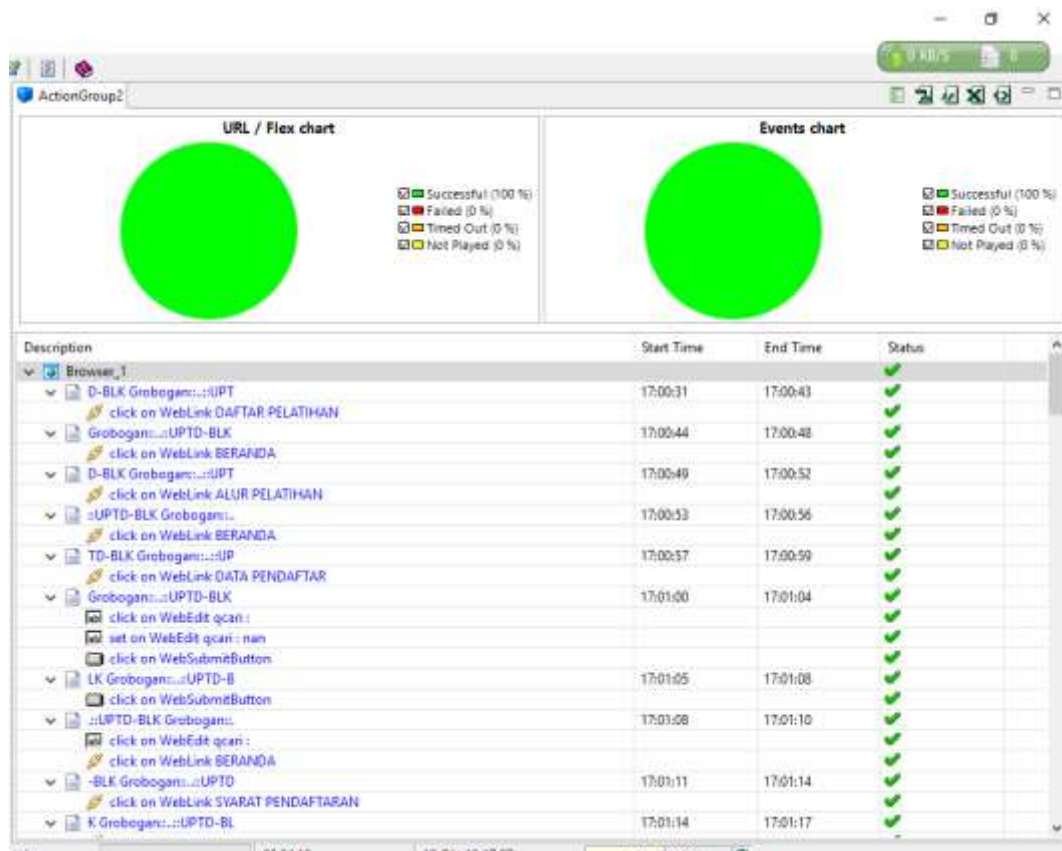 0 KB/S 0
ActionGroup2
URL / Flex chart
Successful (100 %)
Failed (0 %)
Timed Out (0 %)
Not Played (0 %)
Events chart
Successful (100 %)
Failed (0 %)
Timed Out (0 %)
Not Played (0 %)
Description Start Time End Time Status
Browser_1
D-BLK Grobogan::..::UPT 17:00:31 17:00:43
click on WebLink DAFTAR PELATIHAN
Grobogan::..::UPTD-BLK 17:00:44 17:00:48
click on WebLink BERANDA
D-BLK Grobogan::..::UPT 17:00:49 17:00:52
click on WebLink ALUR PELATIHAN
::UPTD-BLK Grobogan::.. 17:00:53 17:00:56
click on WebLink BERANDA
TD-BLK Grobogan::..::UP 17:00:57 17:00:59
click on WebLink DATA PENDAFTAR
Grobogan::..::UPTD-BLK 17:01:00 17:01:04
click on WebEdit qcari :
set on WebEdit qcari : nan
click on WebSubmitButton
LK Grobogan::..::UPTD-B 17:01:05 17:01:08
click on WebSubmitButton
.::UPTD-BLK Grobogan::. 17:01:08 17:01:10
click on WebEdit qcari :
click on WebLink BERANDA
-BLK Grobogan::..::UPTD 17:01:11 17:01:14
click on WebLink SYARAT PENDAFTARAN
K Grobogan::..::UPTD-BL 17:01:14 17:01:17